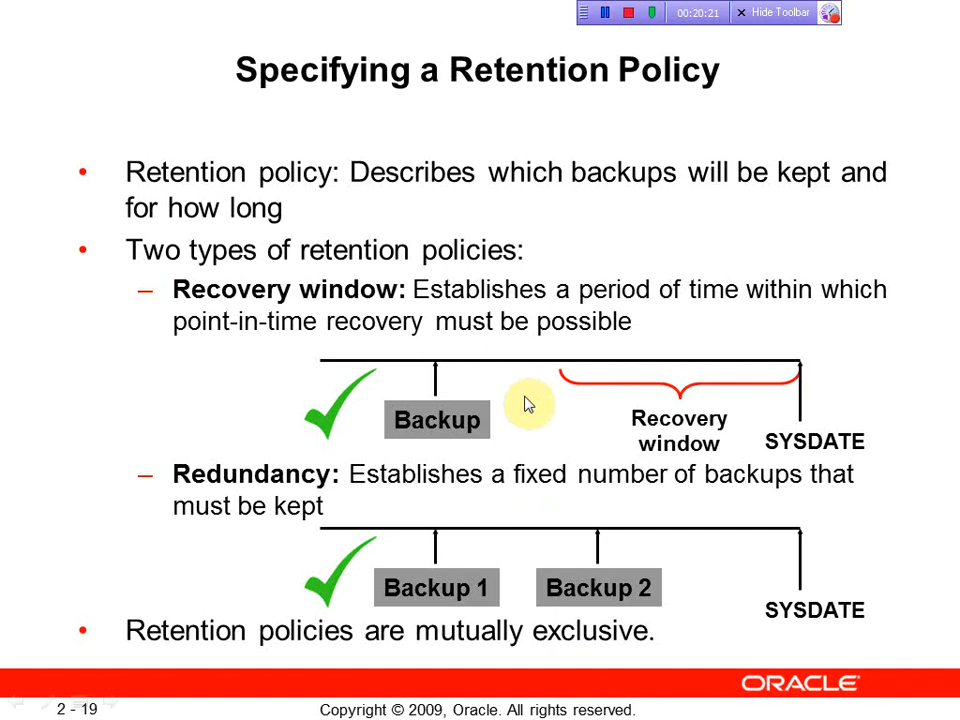 00:20:21 Hide Toolbar
Specifying a Retention Policy
• Retention policy: Describes which backups will be kept and
for how long
• Two types of retention policies:
– Recovery window: Establishes a period of time within which
point-in-time recovery must be possible
Backup
Recovery
window
SYSDATE
– Redundancy: Establishes a fixed number of backups that
must be kept
Backup 1
Backup 2
SYSDATE
• Retention policies are mutually exclusive.
ORACLE
2 - 19
Copyright © 2009, Oracle. All rights reserved.